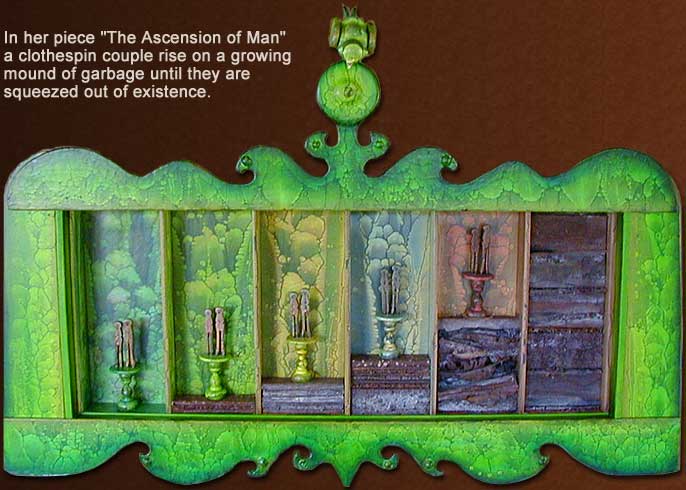 In her piece "The Ascension of Man"
a clothespin couple rise on a growing
mound of garbage until they are
squeezed out of existence.